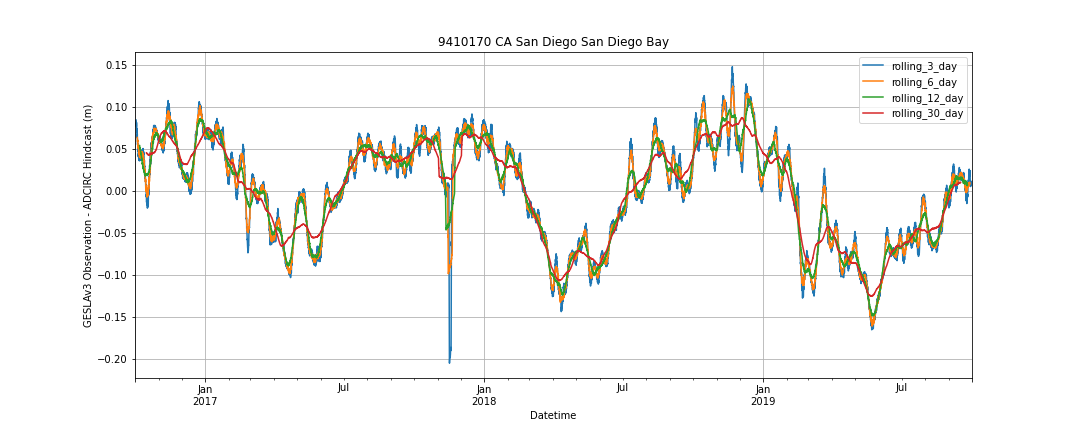 9410170 CA San Diego San Diego Bay
GESLAv3 Observation - ADCIRC Hindcast (m)
0.15
0.10
0.05
0.00
−0.05
−0.10
−0.15
−0.20
rolling_3_day
rolling_6_day
rolling_12_day
rolling_30_day
Jan
2017
Jul
Jan
2018
Jul
Jan
2019
Jul
Datetime